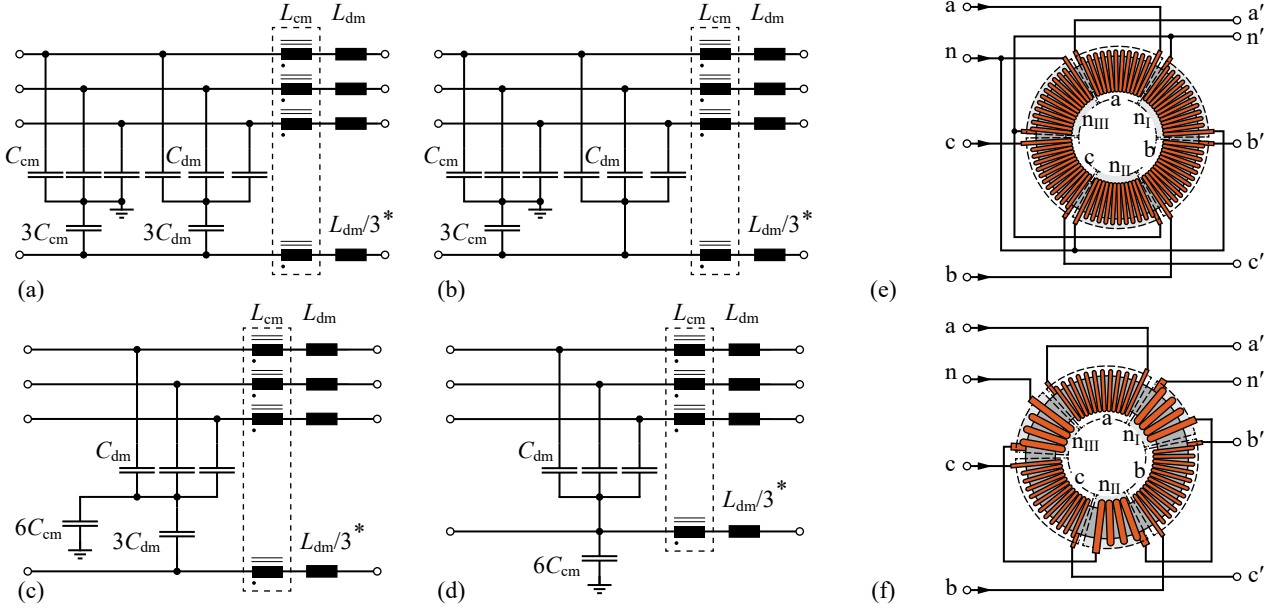 L_cm L_dm
C_cm C_dm
3C_cm 3C_dm L_dm/3*
(a)
L_cm L_dm
C_cm C_dm
3C_cm L_dm/3*
(b)
L_cm L_dm
C_dm
6C_cm 3C_dm L_dm/3*
(c)
L_cm L_dm
C_dm
L_dm/3*
6C_cm
(d)
a a′
n′
n
a
n_III n_I
c b b′
c n_II
c′
b
(e)
a a′
n n′
a
n_III n_I
b′
c b
c n_II
c′
b
(f)